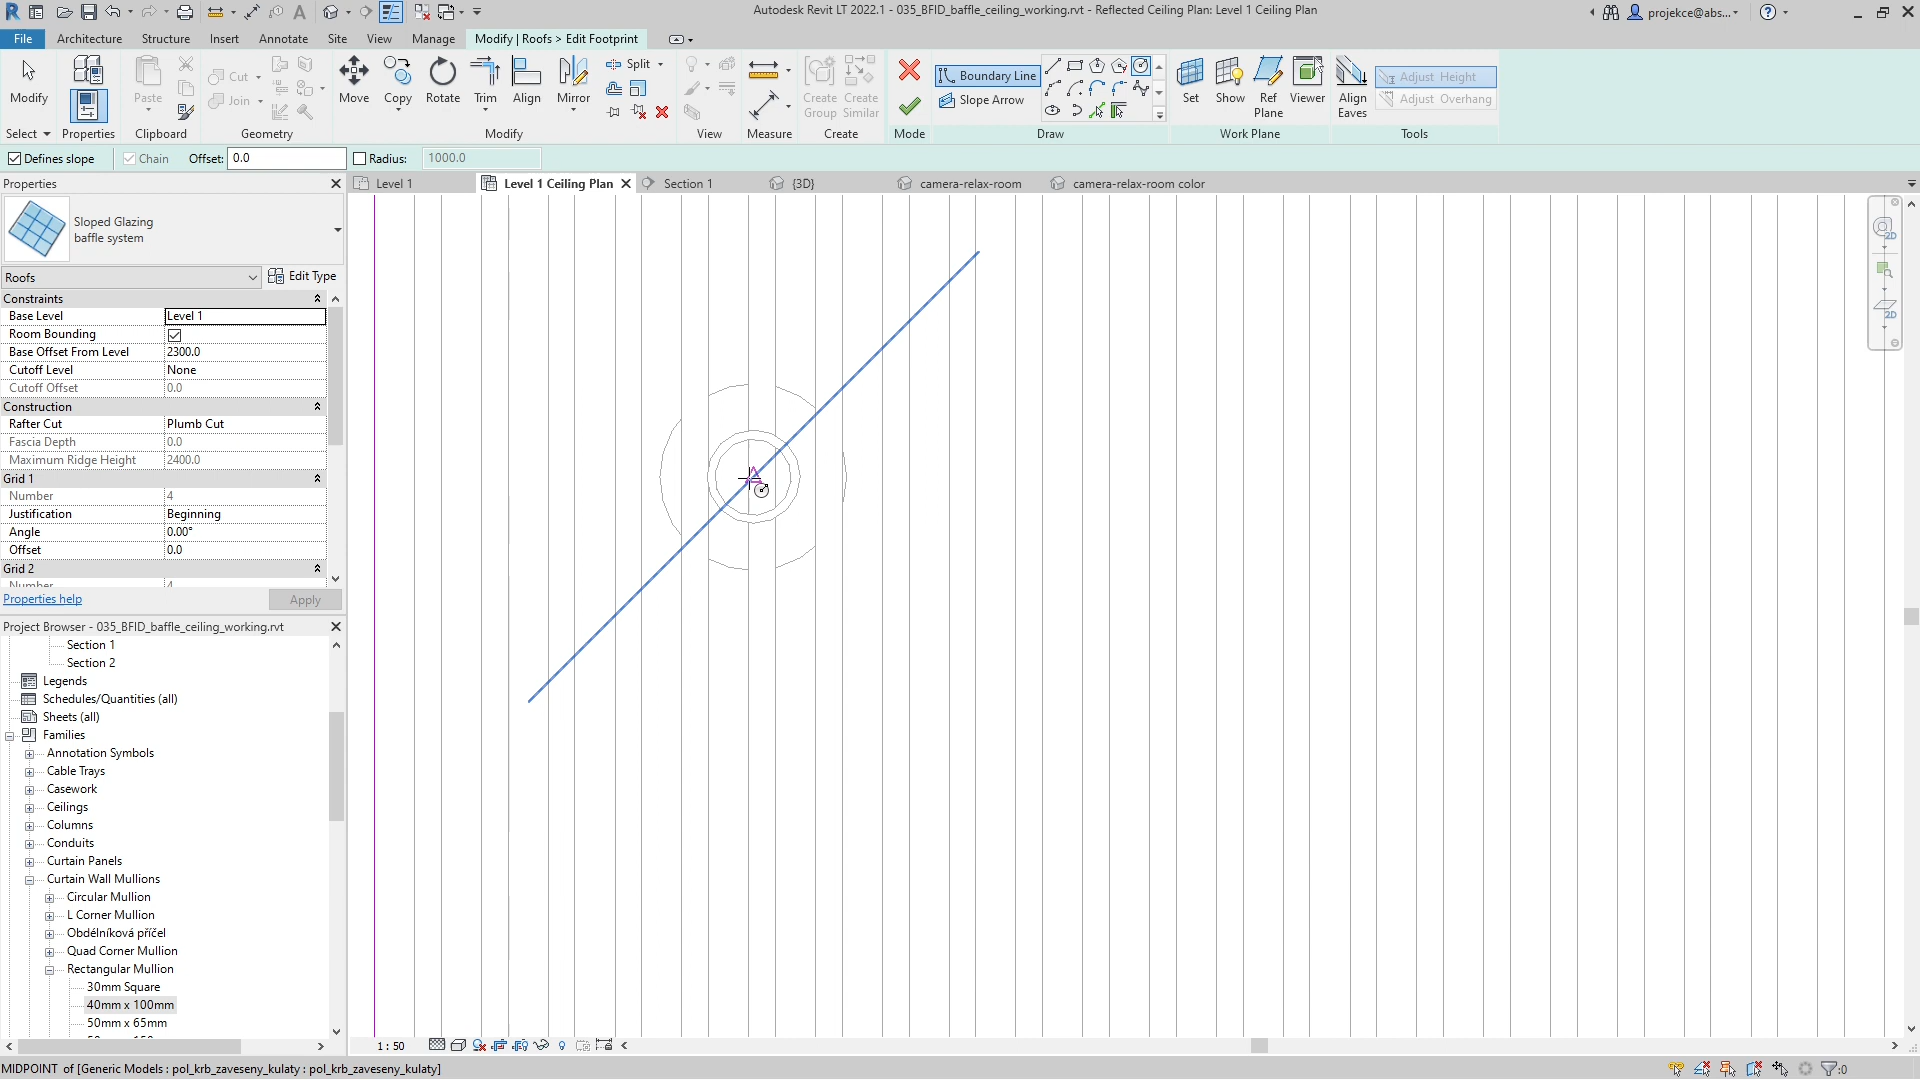 Autodesk Revit LT 2022.1 - 035_BFID_baffle_ceiling_working.rvt - Reflected Ceiling Plan: Level 1 Ceiling Plan
projekce@abs...
File Architecture Structure Insert Annotate Site View Manage Modify | Roofs > Edit Footprint
Modify
Paste
Cut
Join
Move Copy Rotate Trim Align Mirror
Split
Create Group
Create Similar
Boundary Line
Slope Arrow
Set Show Ref Plane Viewer
Align Eaves
Adjust Height
Adjust Overhang
Select Properties Clipboard Geometry Modify View Measure Create Mode Draw Work Plane Tools
Defines slope Chain Offset: 0.0 Radius: 1000.0
Properties
Level 1 Level 1 Ceiling Plan Section 1 {3D} camera-relax-room camera-relax-room color
Sloped Glazing
baffle system
Roofs Edit Type
Constraints
Base Level Level 1
Room Bounding
Base Offset From Level 2300.0
Cutoff Level None
Cutoff Offset 0.0
Construction
Rafter Cut Plumb Cut
Fascia Depth 0.0
Maximum Ridge Height 2400.0
Grid 1
Number 4
Justification Beginning
Angle 0.00°
Offset 0.0
Grid 2
Number 4
Properties help Apply
Project Browser - 035_BFID_baffle_ceiling_working.rvt
Section 1
Section 2
Legends
Schedules/Quantities (all)
Sheets (all)
Families
Annotation Symbols
Cable Trays
Casework
Ceilings
Columns
Conduits
Curtain Panels
Curtain Wall Mullions
Circular Mullion
L Corner Mullion
Obdélníková příčel
Quad Corner Mullion
Rectangular Mullion
30mm Square
40mm x 100mm
50mm x 65mm
1 : 50
MIDPOINT of [Generic Models : pol_krb_zaveseny_kulaty : pol_krb_zaveseny_kulaty]
:0
2D
2D